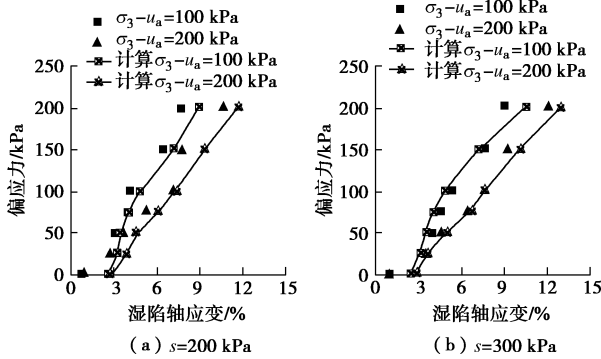 σ₃-uₐ=100 kPa
σ₃-uₐ=200 kPa
计算σ₃-uₐ=100 kPa
计算σ₃-uₐ=200 kPa
250
200
150
100
50
0
偏应力/kPa
0 3 6 9 12 15
湿陷轴应变/%
(a) s=200 kPa
σ₃-uₐ=100 kPa
σ₃-uₐ=200 kPa
计算σ₃-uₐ=100 kPa
计算σ₃-uₐ=200 kPa
250
200
150
100
50
0
偏应力/kPa
0 3 6 9 12 15
湿陷轴应变/%
(b) s=300 kPa